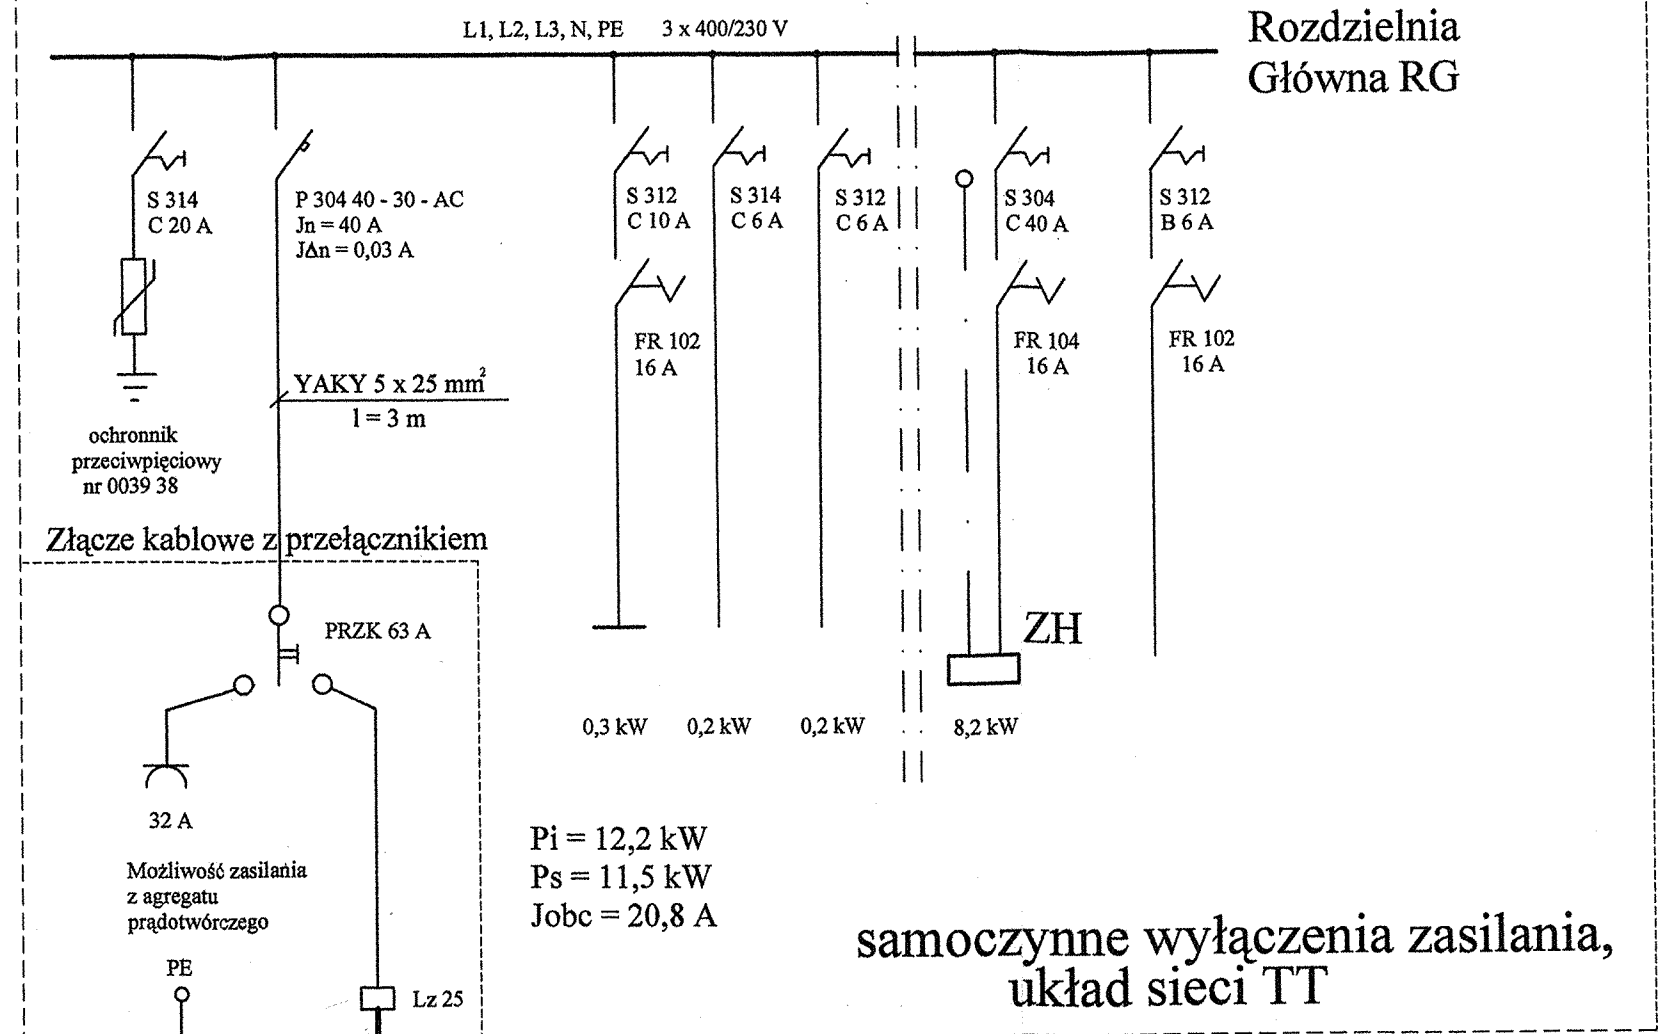 L1, L2, L3, N, PE 3 x 400/230 V
Rozdzielnia
Główna RG
S 314
C 20 A
P 304 40 - 30 - AC
Jn = 40 A
JΔn = 0,03 A
S 312
C 10 A
S 314
C 6 A
S 312
C 6 A
S 304
C 40 A
S 312
B 6 A
FR 102
16 A
FR 104
16 A
FR 102
16 A
YAKY 5 x 25 mm²
l = 3 m
ochronnik
przeciwpięciowy
nr 0039 38
Złącze kablowe z przełącznikiem
PRZK 63 A
ZH
0,3 kW
0,2 kW
0,2 kW
8,2 kW
32 A
Możliwość zasilania
z agregatu
prądotwórczego
PE
Lz 25
Pi = 12,2 kW
Ps = 11,5 kW
Jobc = 20,8 A
samoczynne wyłączenia zasilania,
układ sieci TT